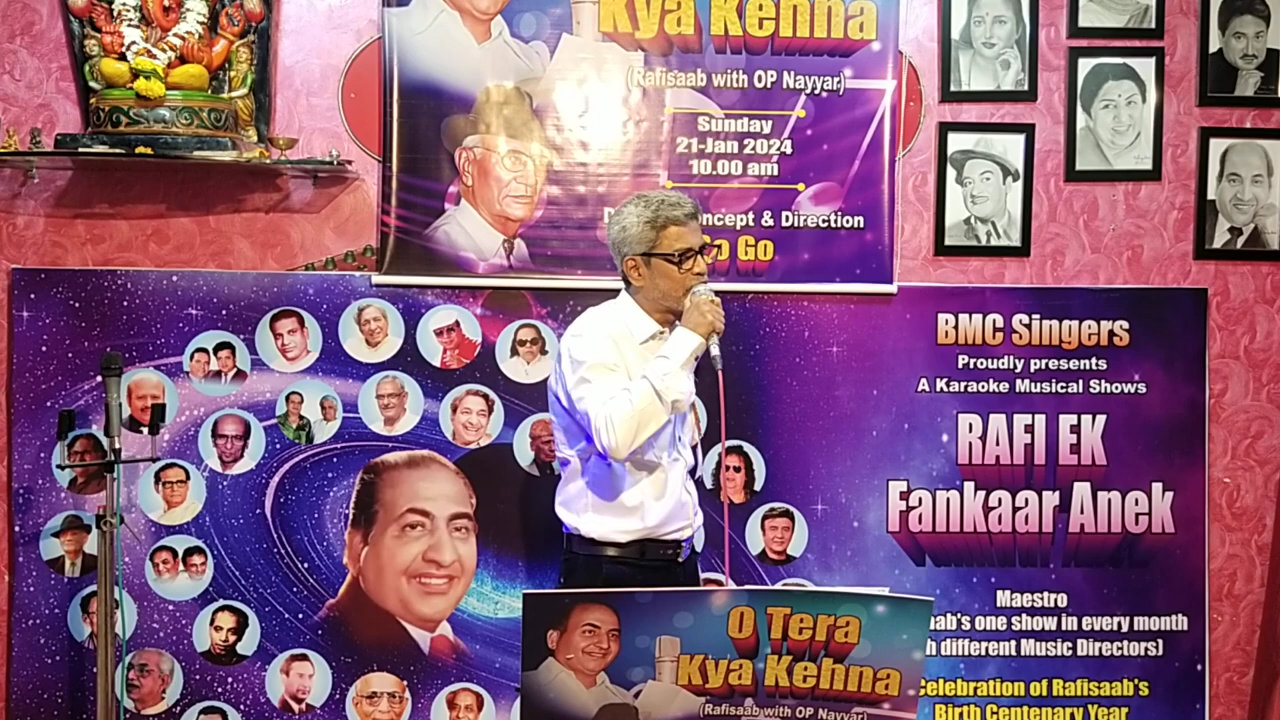 Kya Kehna
(Rafisaab with OP Nayyar)
Sunday
21-Jan 2024
10.00 am
& Direction
Go
BMC Singers
Proudly presents
A Karaoke Musical Shows
RAFI EK
Fankaar Anek
Maestro
one show in every month
different Music Directors)
Celebration of Rafisaab's
Birth Centenary Year
O Tera
Kya Kehna
(Rafisaab with OP Nayyar)